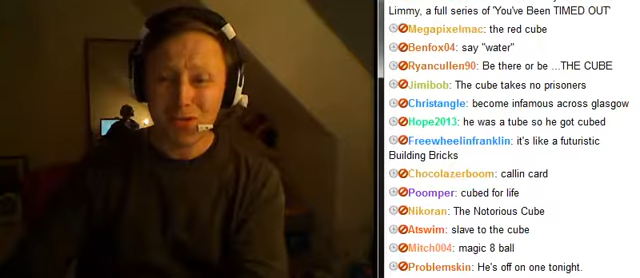 Limmy, a full series of 'You've Been TIMED OUT'
Megapixelmac: the red cube
Benfox04: say "water"
Ryancullen90: Be there or be ...THE CUBE
Jimibob: The cube takes no prisoners
Christangle: become infamous across glasgow
Hope2013: he was a tube so he got cubed
Freewheelinfranklin: it's like a futuristic
Building Bricks
Chocolazerboom: callin card
Poomper: cubed for life
Nikoran: The Notorious Cube
Atswim: slave to the cube
Mitch004: magic 8 ball
Problemskin: He's off on one tonight.